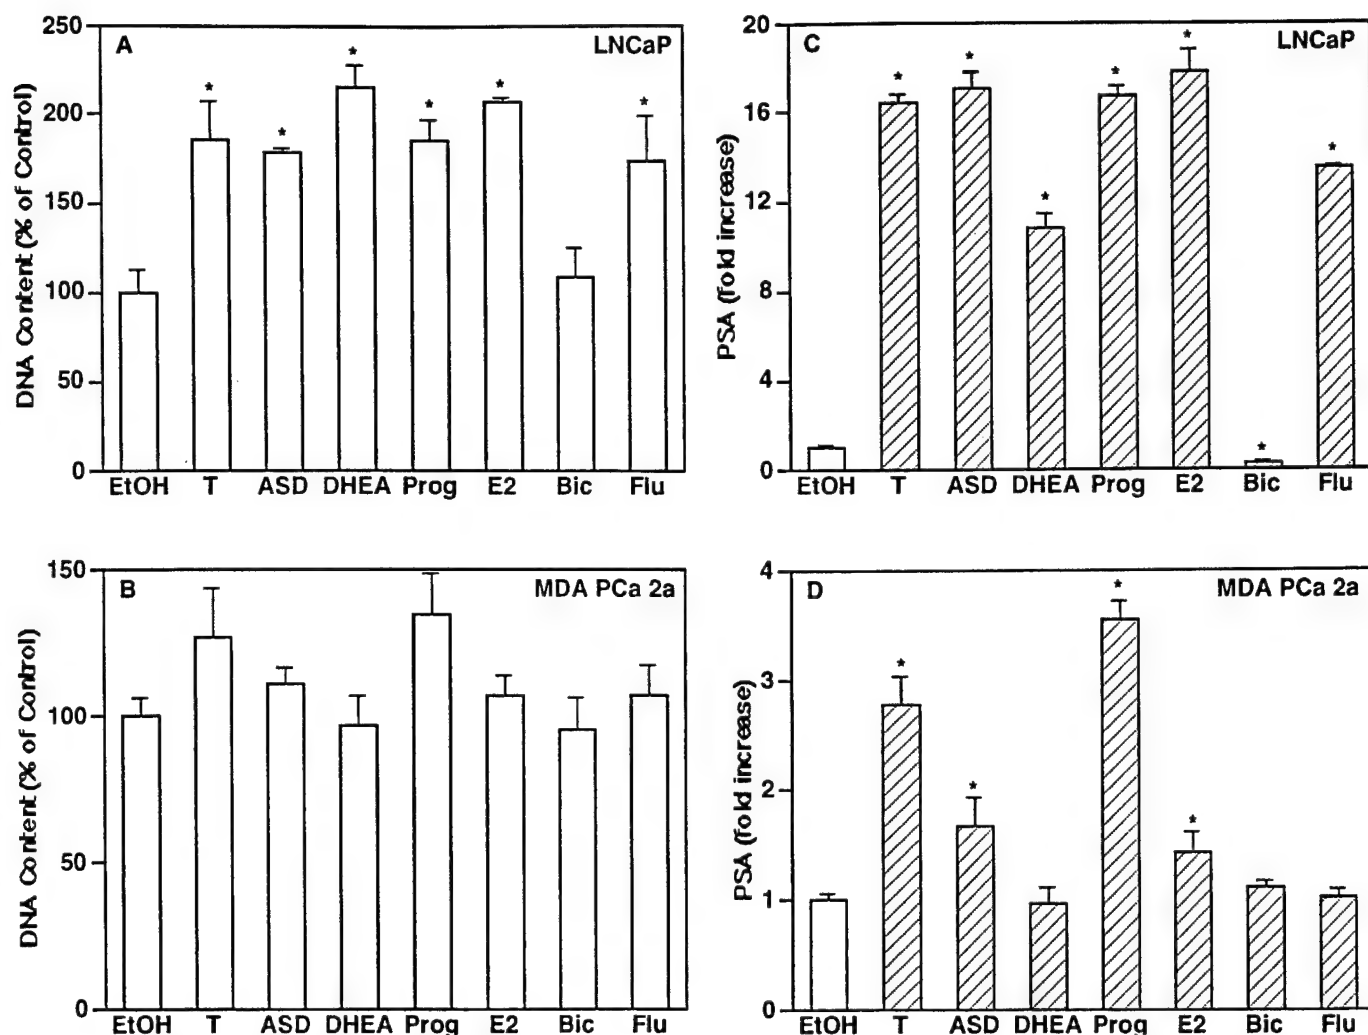 A
LNCaP
DNA Content (% of Control)
250
200
150
100
50
0
* * * * * *
EtOH T ASD DHEA Prog E2 Bic Flu
C
LNCaP
PSA (fold increase)
20
16
12
8
4
0
* * * * * * *
EtOH T ASD DHEA Prog E2 Bic Flu
B
MDA PCa 2a
DNA Content (% of Control)
150
100
50
0
EtOH T ASD DHEA Prog E2 Bic Flu
D
MDA PCa 2a
PSA (fold increase)
4
3
2
1
0
* * * *
EtOH T ASD DHEA Prog E2 Bic Flu